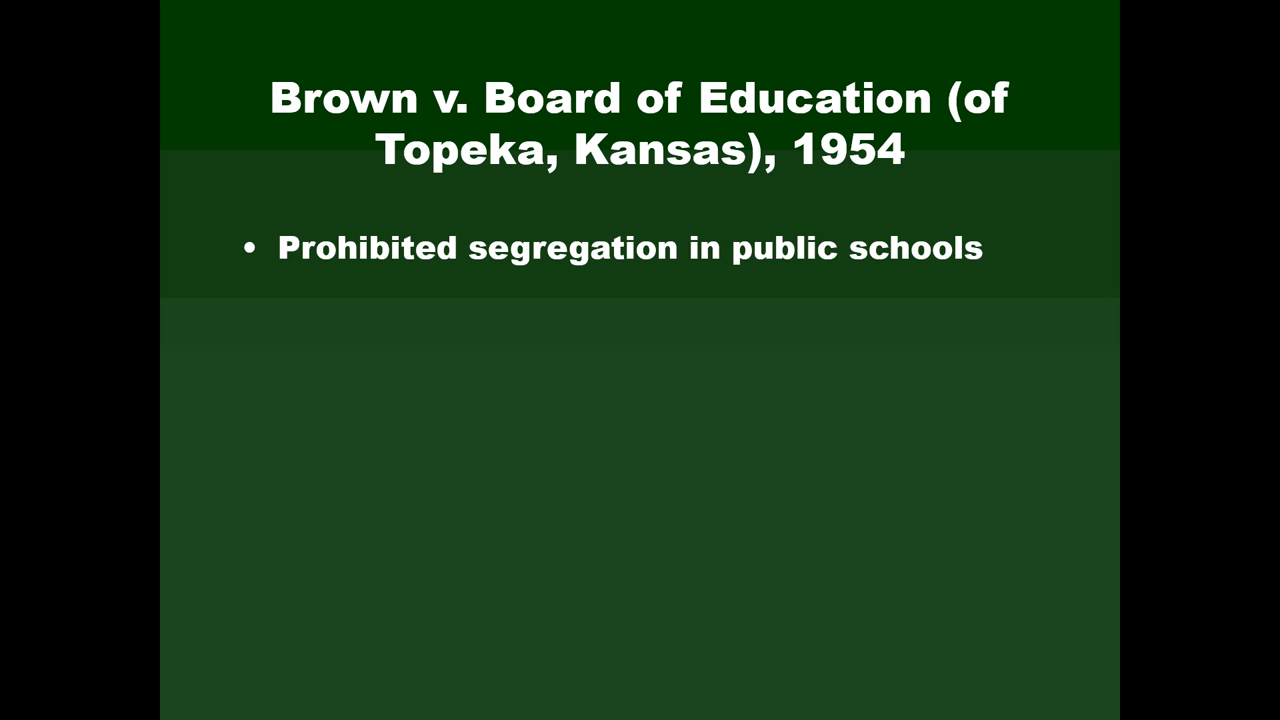 Brown v. Board of Education (of
Topeka, Kansas), 1954
• Prohibited segregation in public schools